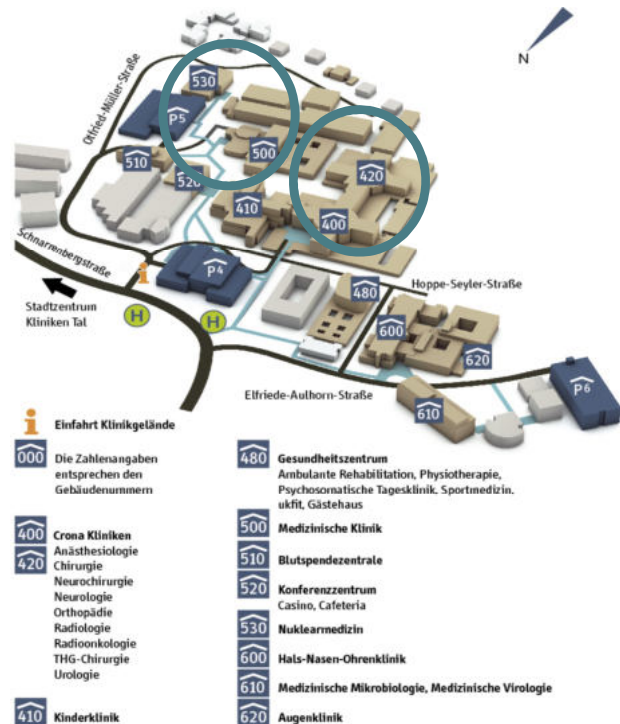 N
530
Otfried-Müller-Straße
P5
500
510
520
420
410
400
Schnarrenbergstraße
P4
480
Hoppe-Seyler-Straße
Stadtzentrum
Kliniken Tal
H
H
600
620
P6
Elfriede-Aulhorn-Straße
610
i Einfahrt Klinikgelände
000 Die Zahlenangaben
entsprechen den
Gebäudenummern
400 Crona Kliniken
420 Anästhesiologie
Chirurgie
Neurochirurgie
Neurologie
Orthopädie
Radiologie
Radioonkologie
THG-Chirurgie
Urologie
410 Kinderklinik
480 Gesundheitszentrum
Ambulante Rehabilitation, Physiotherapie,
Psychosomatische Tagesklinik, Sportmedizin,
ukfit, Gästehaus
500 Medizinische Klinik
510 Blutspendezentrale
520 Konferenzzentrum
Casino, Cafeteria
530 Nuklearmedizin
600 Hals-Nasen-Ohrenklinik
610 Medizinische Mikrobiologie, Medizinische Virologie
620 Augenklinik